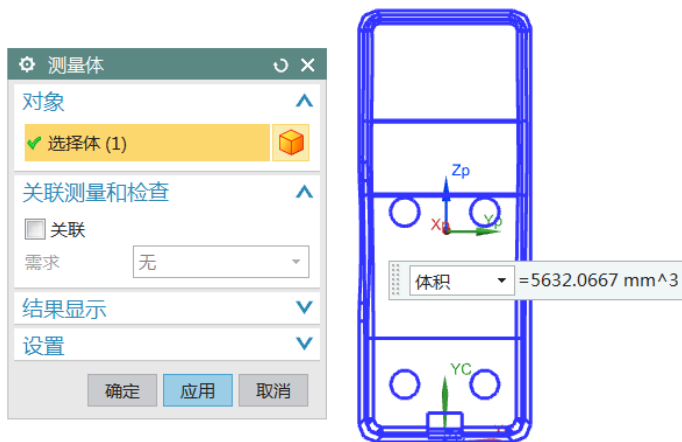 测量体
对象
选择体 (1)
关联测量和检查
关联
需求
无
结果显示
设置
确定
应用
取消
Zp
Xp
Yp
体积
=5632.0667 mm^3
YC